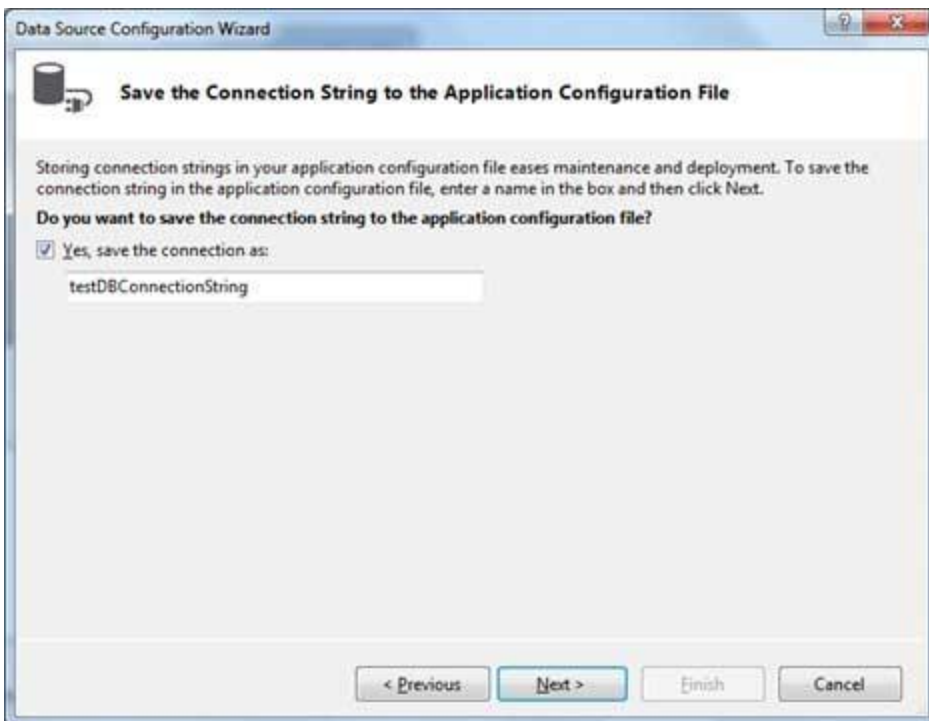 Data Source Configuration Wizard
?
Save the Connection String to the Application Configuration File
Storing connection strings in your application configuration file eases maintenance and deployment. To save the
connection string in the application configuration file, enter a name in the box and then click Next.
Do you want to save the connection string to the application configuration file?
Yes, save the connection as:
testDBConnectionString
< Previous
Next >
Finish
Cancel